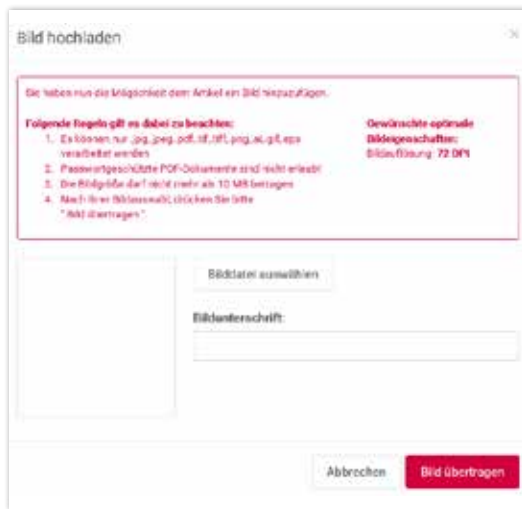 Bild hochladen
×
Sie haben nun die Möglichkeit dem Artikel ein Bild hinzuzufügen.
Folgende Regeln gilt es dabei zu beachten:
1. Es können nur .jpg, .jpeg, .pdf, .tif, .tiff, .png, .ai, .gif, .eps
verarbeitet werden
2. Passwortgeschützte PDF-Dokumente sind nicht erlaubt
3. Die Bildgröße darf nicht mehr als 10 MB betragen
4. Nach Ihrer Bildauswahl, drücken Sie bitte
"Bild übertragen".
Gewünschte optimale
Bildeigenschaften:
Bildauflösung: 72 DPI
Bilddatei auswählen
Bildunterschrift:
Abbrechen
Bild übertragen